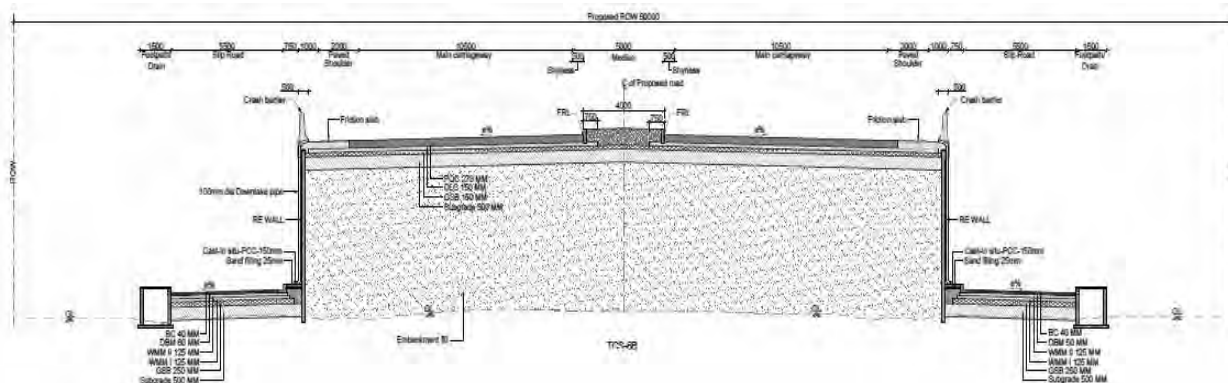 Proposed ROW 60000
1500 5500 750 1000 2000 10500 5000 10500 2000 1000 750 5500 1500
Footpath/ Slip Road Paved Main carriageway 500 Median 500 Main carriageway Paved Slip Road Footpath/
Drain Shoulder Shyness Shyness Shoulder Drain
500 of Proposed road 500
Crash barrier 4000 Crash barrier
FRL 750 750 FRL
Friction slab Friction slab
ROW
PQC 270 MM
DLC 150 MM
GSB 150 MM
Subgrade 500 MM
100mm dia Downtake pipe
RE WALL RE WALL
Cast-in situ-PCC-150mm Cast-in situ-PCC-150mm
Sand filling 25mm Sand filling 25mm
Embankment fill
TCS-6B
BC 40 MM BC 40 MM
DBM 50 MM
WMM II 125 MM WMM II 125 MM
WMM I 125 MM WMM I 125 MM
GSB 250 MM GSB 250 MM
Subgrade 500 MM Subgrade 500 MM